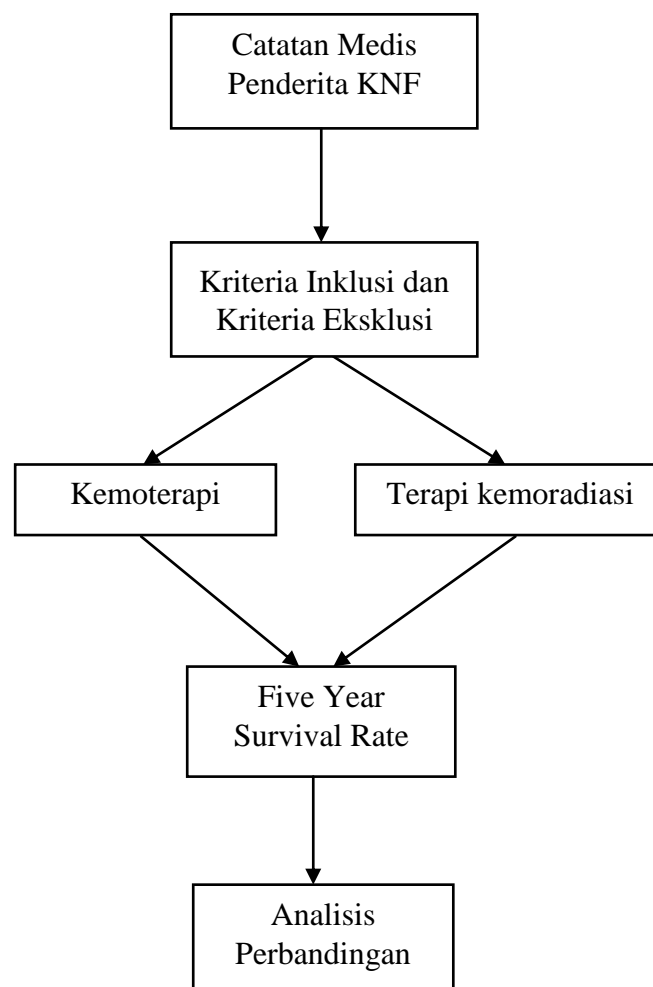 Catatan Medis
Penderita KNF
Kriteria Inklusi dan
Kriteria Eksklusi
Kemoterapi
Terapi kemoradiasi
Five Year
Survival Rate
Analisis
Perbandingan